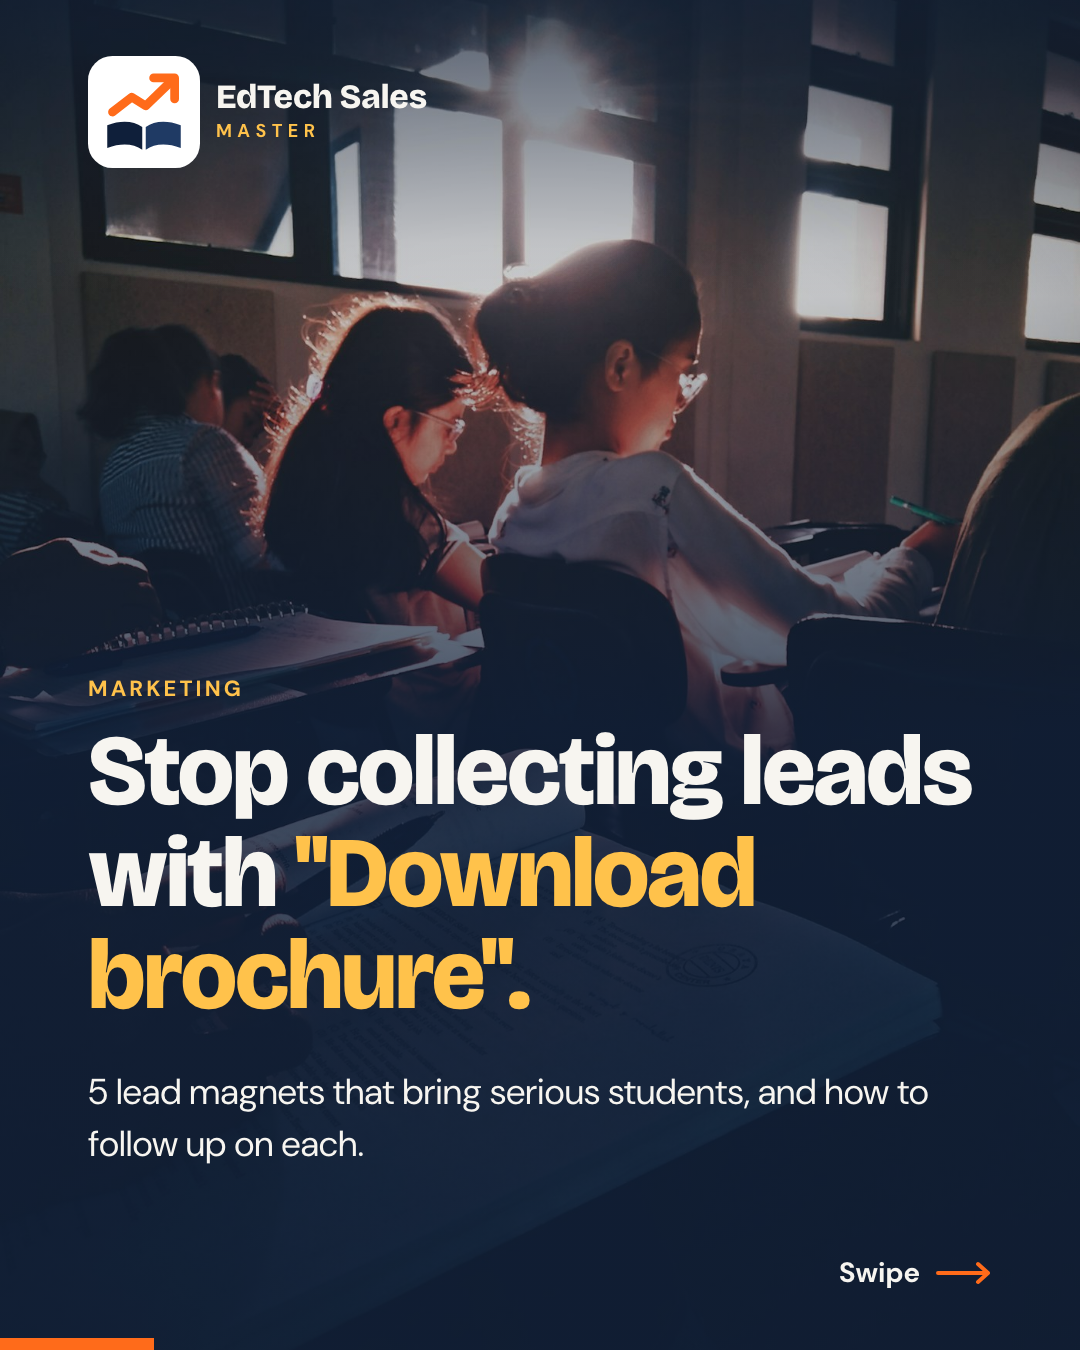 EdTech Sales
MASTER
MARKETING
Stop collecting leads
with "Download
brochure".
5 lead magnets that bring serious students, and how to
follow up on each.
Swipe